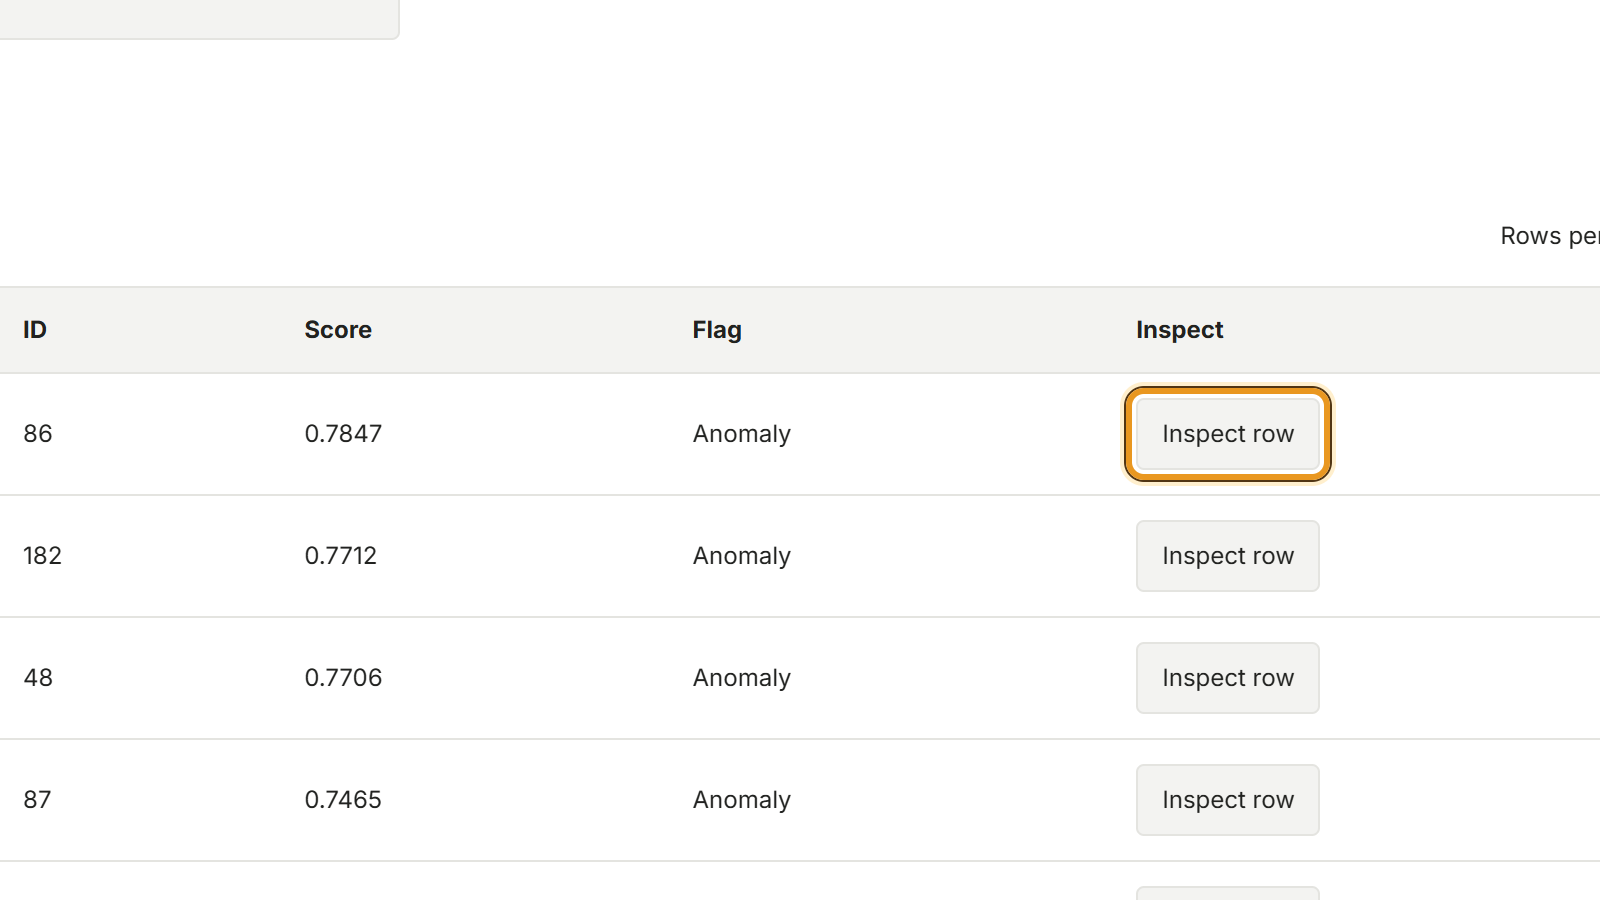 Rows per
ID Score Flag Inspect
86 0.7847 Anomaly Inspect row
182 0.7712 Anomaly Inspect row
48 0.7706 Anomaly Inspect row
87 0.7465 Anomaly Inspect row